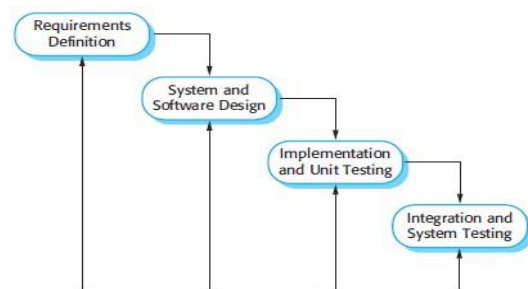 Requirements
Definition
System and
Software Design
Implementation
and Unit Testing
Integration and
System Testing